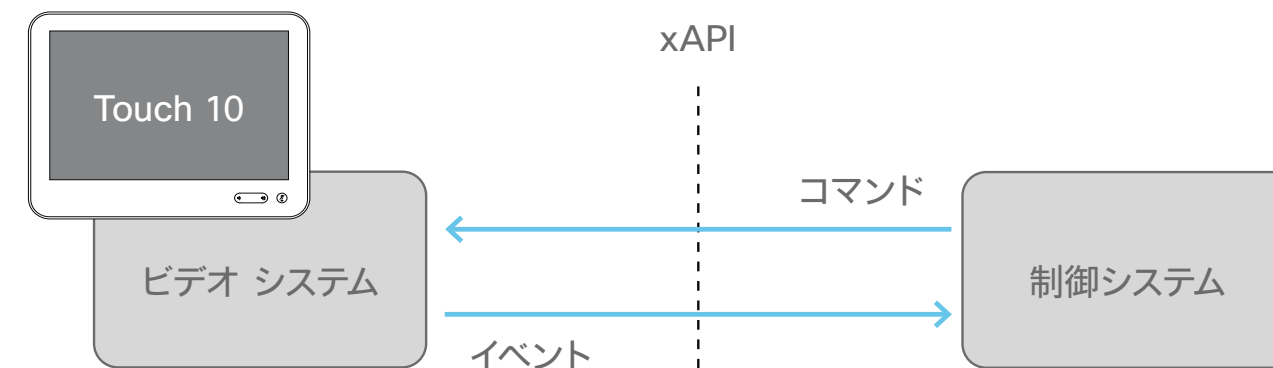 xAPI
Touch 10
コマンド
ビデオ システム
制御システム
イベント